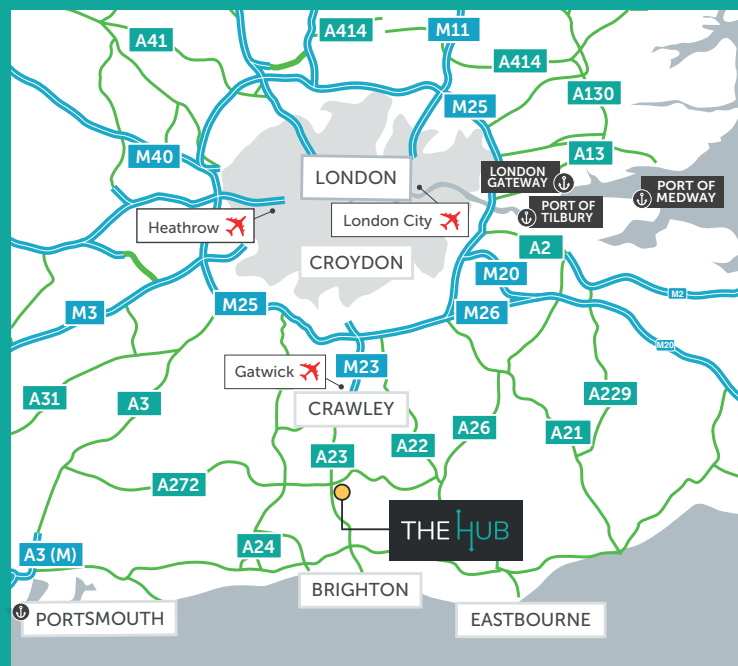 A41
A414
M11
A414
M25
A130
M40
A13
LONDON
LONDON
GATEWAY
PORT OF
MEDWAY
PORT OF
TILBURY
Heathrow
London City
A2
CROYDON
M20
M2
M3
M25
M26
M20
Gatwick
M23
A31
A3
CRAWLEY
A229
A23
A22
A26
A21
A272
THE HUB
A3 (M)
A24
BRIGHTON
PORTSMOUTH
EASTBOURNE